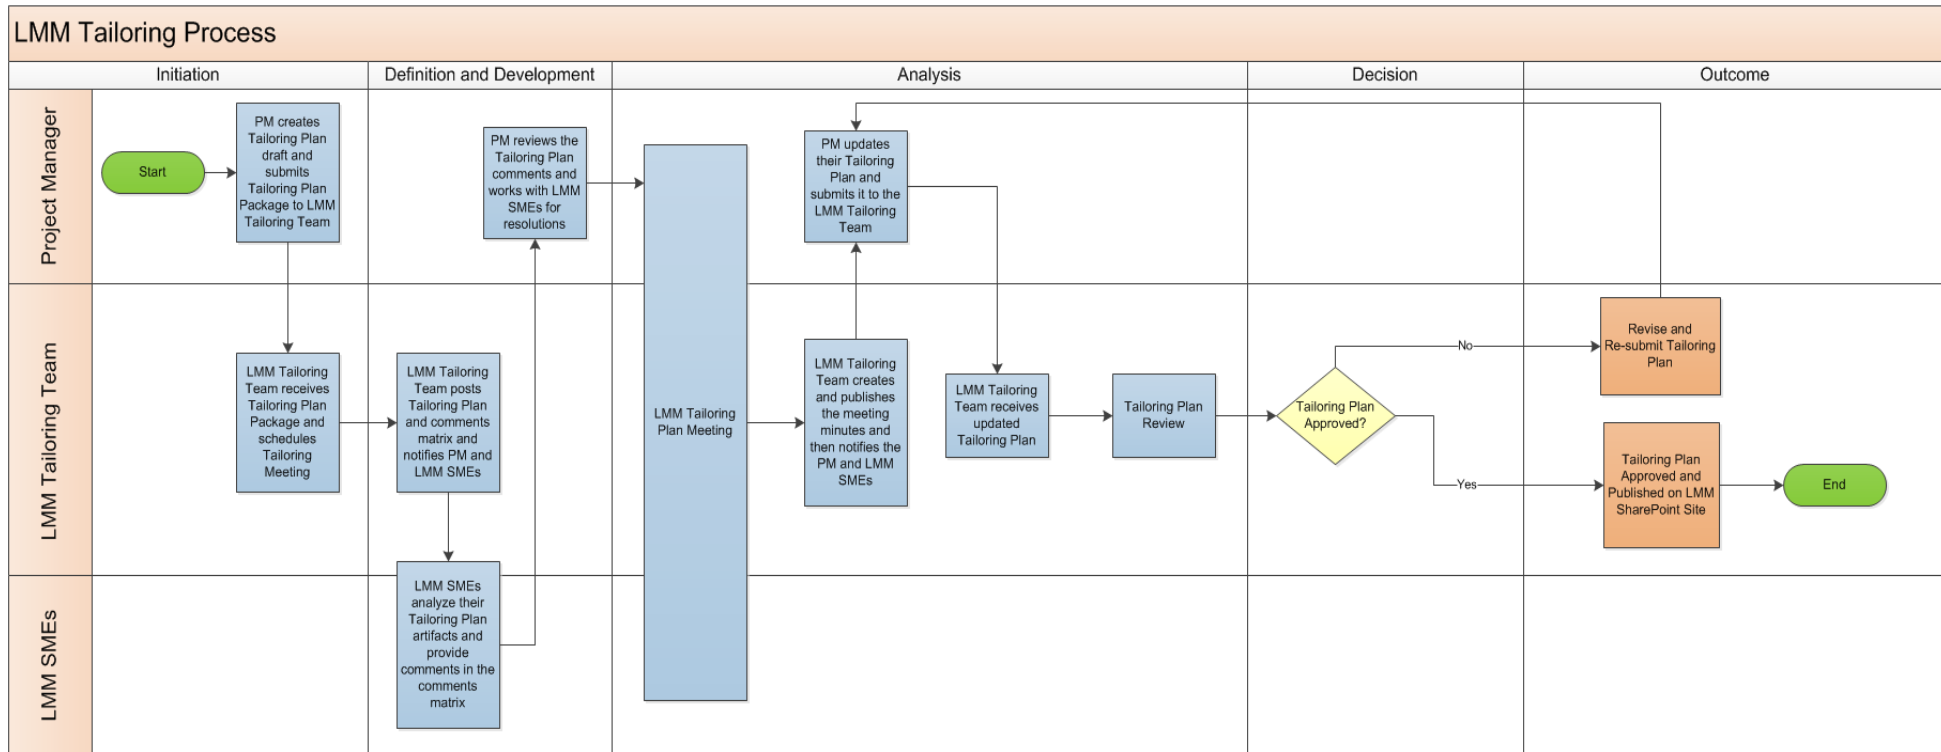 LMM Tailoring Process
Initiation
Definition and Development
Analysis
Decision
Outcome
Project Manager
Start
PM creates
Tailoring Plan
draft and
submits
Tailoring Plan
Package to LMM
Tailoring Team
PM reviews the
Tailoring Plan
comments and
works with LMM
SMEs for
resolutions
PM updates
their Tailoring
Plan and
submits it to the
LMM Tailoring
Team
LMM Tailoring Team
LMM Tailoring
Team receives
Tailoring Plan
Package and
schedules
Tailoring
Meeting
LMM Tailoring
Team posts
Tailoring Plan
and comments
matrix and
notifies PM and
LMM SMEs
LMM Tailoring
Plan Meeting
LMM Tailoring
Team creates
and publishes
the meeting
minutes and
then notifies the
PM and LMM
SMEs
LMM Tailoring
Team receives
updated
Tailoring Plan
Tailoring Plan
Review
Tailoring Plan
Approved?
No
Yes
Revise and
Re-submit Tailoring
Plan
Tailoring Plan
Approved and
Published on LMM
SharePoint Site
End
LMM SMEs
LMM SMEs
analyze their
Tailoring Plan
artifacts and
provide
comments in the
comments
matrix